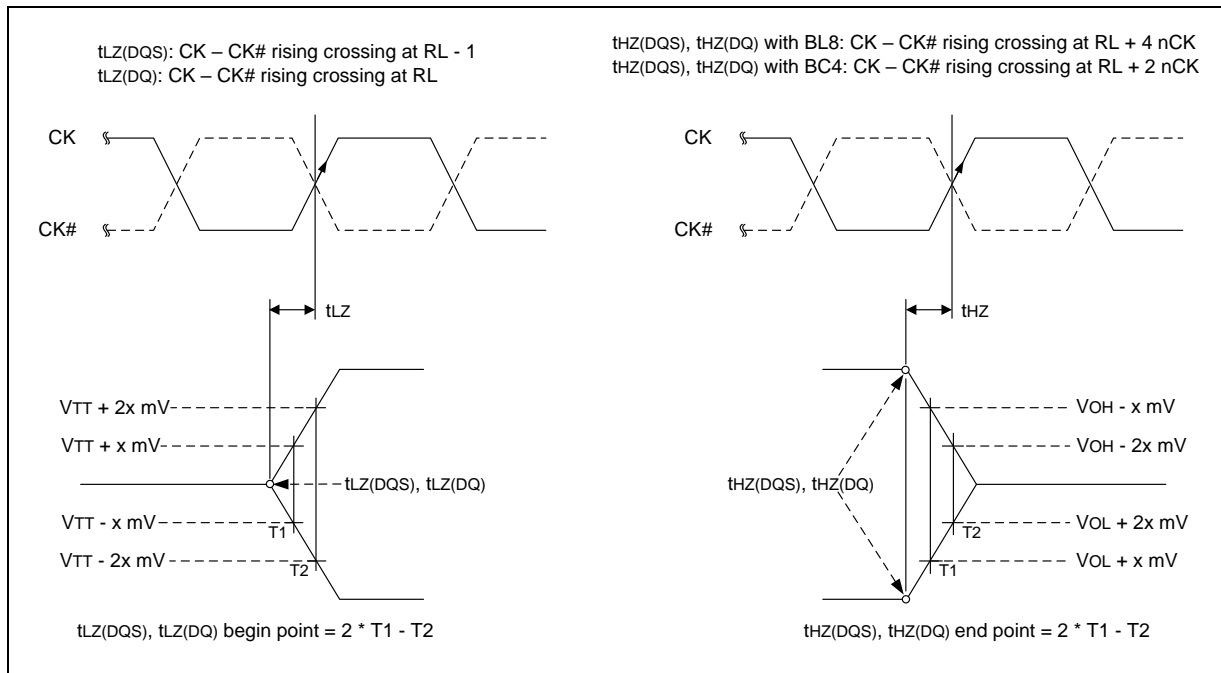 tLZ(DQS): CK – CK# rising crossing at RL - 1
tLZ(DQ): CK – CK# rising crossing at RL
tHZ(DQS), tHZ(DQ) with BL8: CK – CK# rising crossing at RL + 4 nCK
tHZ(DQS), tHZ(DQ) with BC4: CK – CK# rising crossing at RL + 2 nCK
CK
CK#
CK
CK#
tLZ
tHZ
VTT + 2x mV
VTT + x mV
tLZ(DQS), tLZ(DQ)
VTT - x mV
T1
VTT - 2x mV
T2
VOH - x mV
VOH - 2x mV
tHZ(DQS), tHZ(DQ)
VOL + 2x mV
T2
VOL + x mV
T1
tLZ(DQS), tLZ(DQ) begin point = 2 * T1 - T2
tHZ(DQS), tHZ(DQ) end point = 2 * T1 - T2